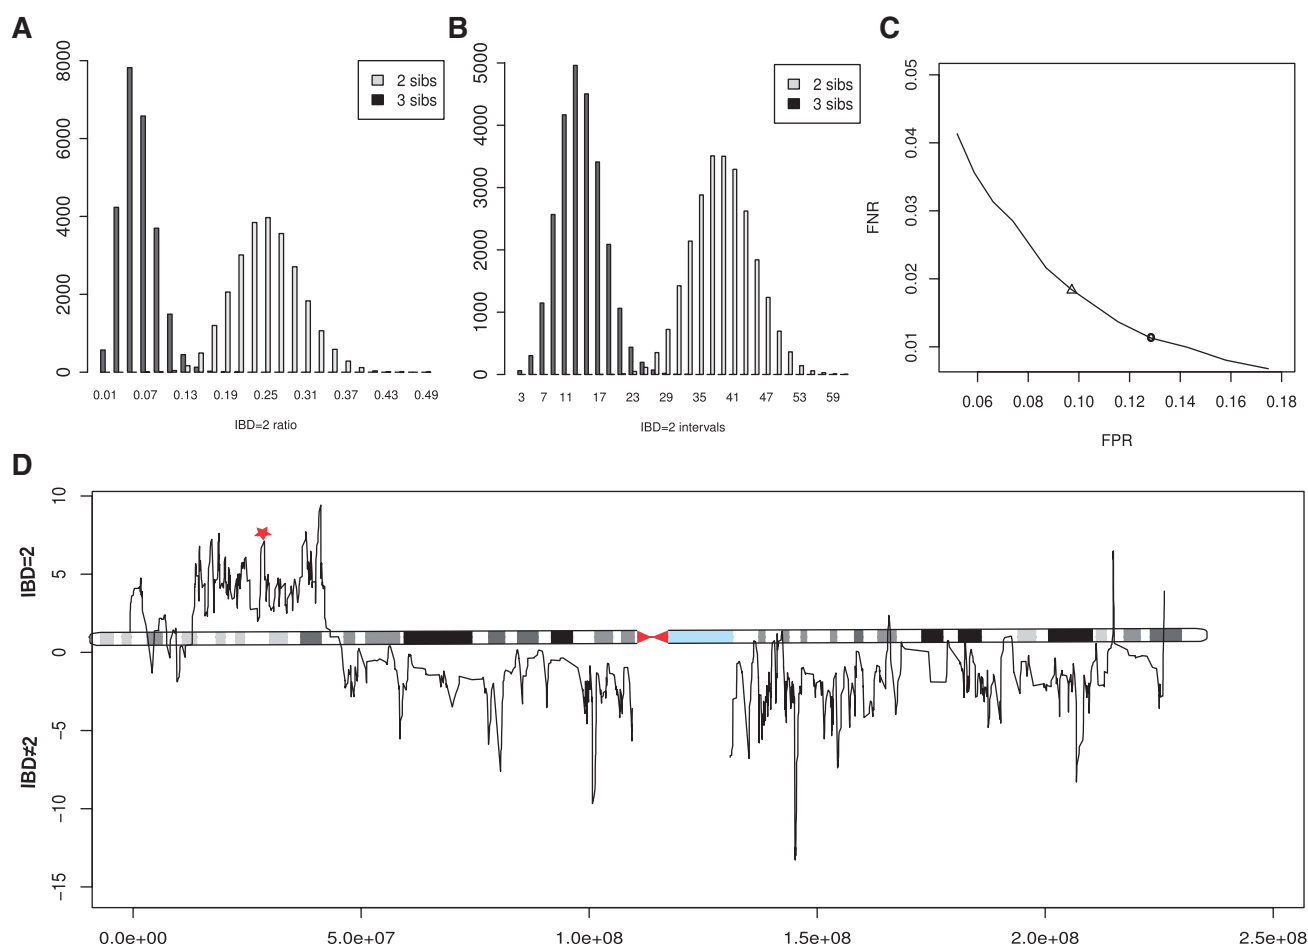 A
B
C
8000
6000
4000
2000
0
2 sibs
3 sibs
0.01 0.07 0.13 0.19 0.25 0.31 0.37 0.43 0.49
IBD=2 ratio
5000
4000
3000
2000
1000
0
2 sibs
3 sibs
3 7 11 17 23 29 35 41 47 53 59
IBD=2 intervals
0.05
0.04
0.03
0.02
0.01
FNR
0.06 0.08 0.10 0.12 0.14 0.16 0.18
FPR
D
10
5
0
−5
−10
−15
IBD=2
IBD≠2
0.0e+00 5.0e+07 1.0e+08 1.5e+08 2.0e+08 2.5e+08